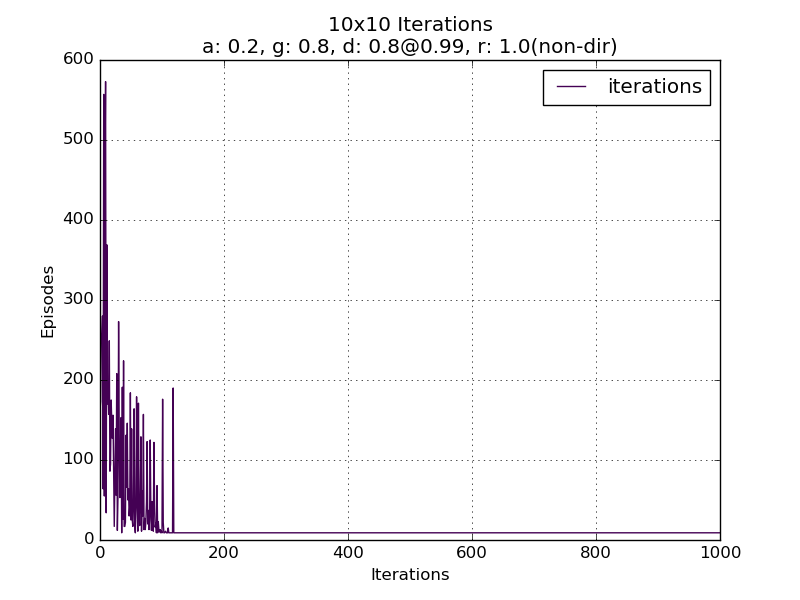 10x10 Iterations
a: 0.2, g: 0.8, d: 0.8@0.99, r: 1.0(non-dir)
600
500
400
300
200
100
0
Episodes
iterations
0 200 400 600 800 1000
Iterations